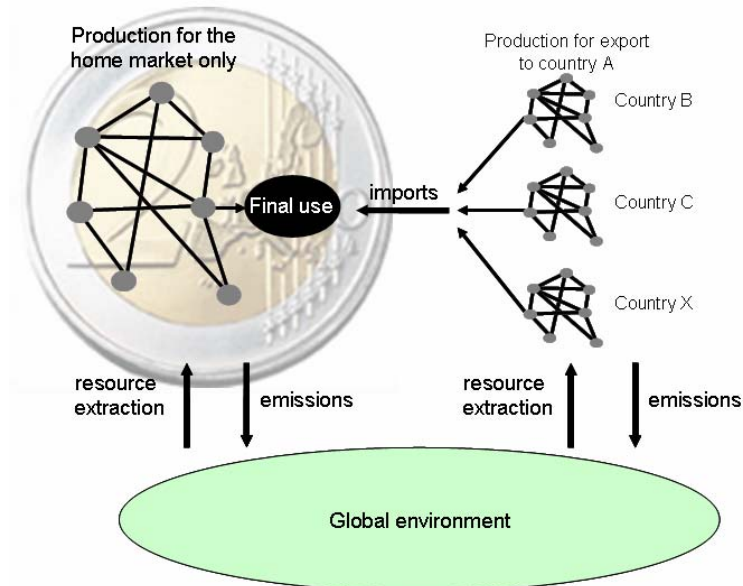 Production for the
home market only
Production for export
to country A
Country B
Final use
imports
Country C
Country X
resource
extraction
emissions
resource
extraction
emissions
Global environment
2